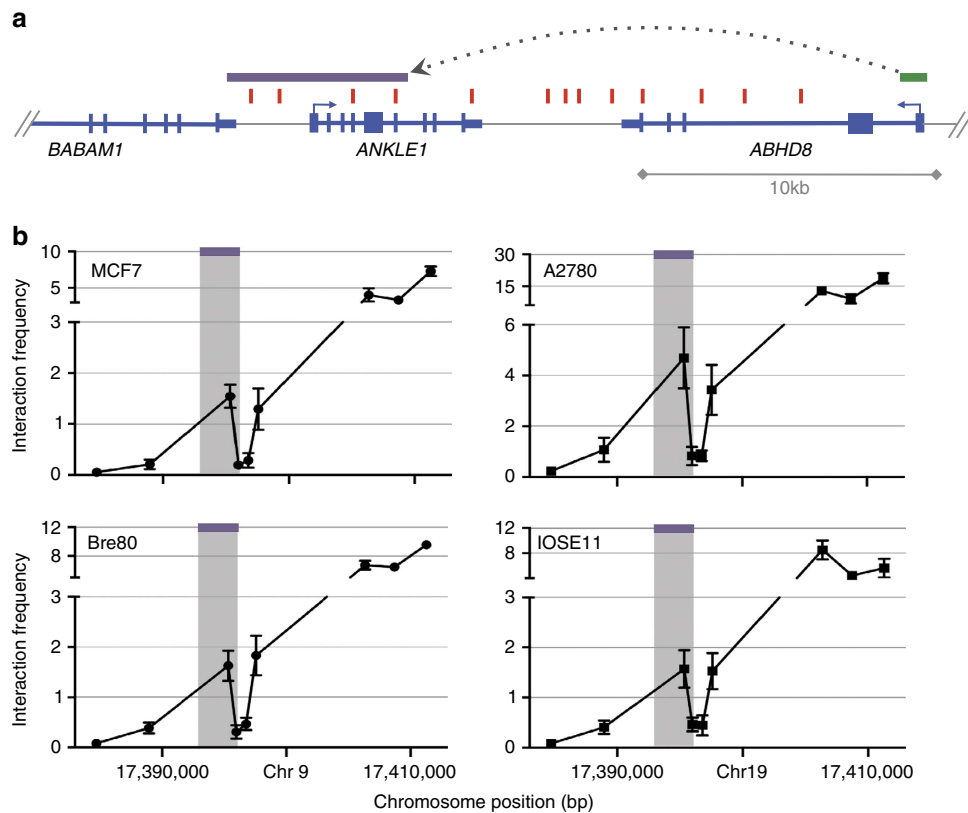 a
BABAM1
ANKLE1
ABHD8
10kb
b
Interaction frequency
10
5
3
2
1
0
MCF7
30
15
6
4
2
0
A2780
Interaction frequency
12
8
3
2
1
0
Bre80
17,390,000
Chr 9
17,410,000
12
8
3
2
1
0
IOSE11
17,390,000
Chr19
17,410,000
Chromosome position (bp)